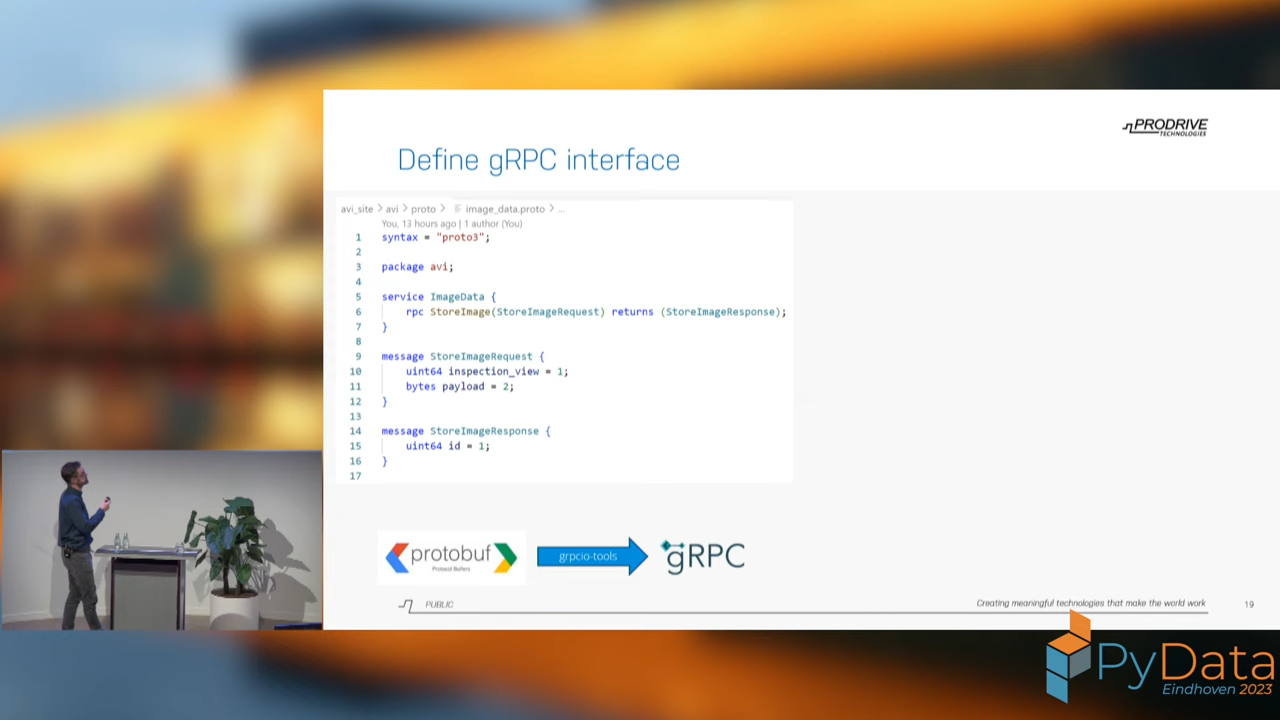 PRODRIVE
TECHNOLOGIES
Define gRPC interface
avi_site > avi > proto > image_data.proto > ...
You, 13 hours ago | 1 author (You)
1 syntax = "proto3";
2
3 package avi;
4
5 service ImageData {
6 rpc StoreImage(StoreImageRequest) returns (StoreImageResponse);
7 }
8
9 message StoreImageRequest {
10 uint64 inspection_view = 1;
11 bytes payload = 2;
12 }
13
14 message StoreImageResponse {
15 uint64 id = 1;
16 }
17
protobuf
Protocol Buffers
grpcio-tools
gRPC
PUBLIC
Creating meaningful technologies that make the world work
19
PyData
Eindhoven 2023